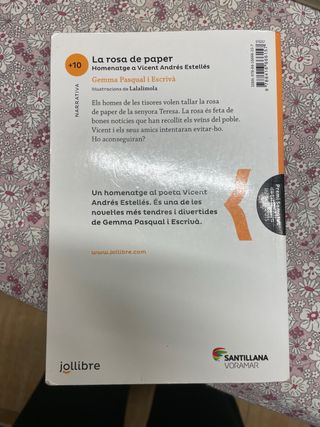 +10
La rosa de paper
Homenatge a Vicent Andrés Estellés
Gemma Pasqual i Escrivà
Il·lustracions de Lalalimola
NARRATIVA
Els homes de les tisores volen tallar la rosa
de paper de la senyora Teresa. La rosa és feta de
bones notícies que han recollit els veïns del poble.
Vicent i els seus amics intentaran evitar-ho.
Ho aconseguiran?
Un homenatge al poeta Vicent
Andrés Estellés. És una de les
novel·les més tendres i divertides
de Gemma Pasqual i Escrivà.
www.jollibre.com
jollibre
SANTILLANA
VORAMAR